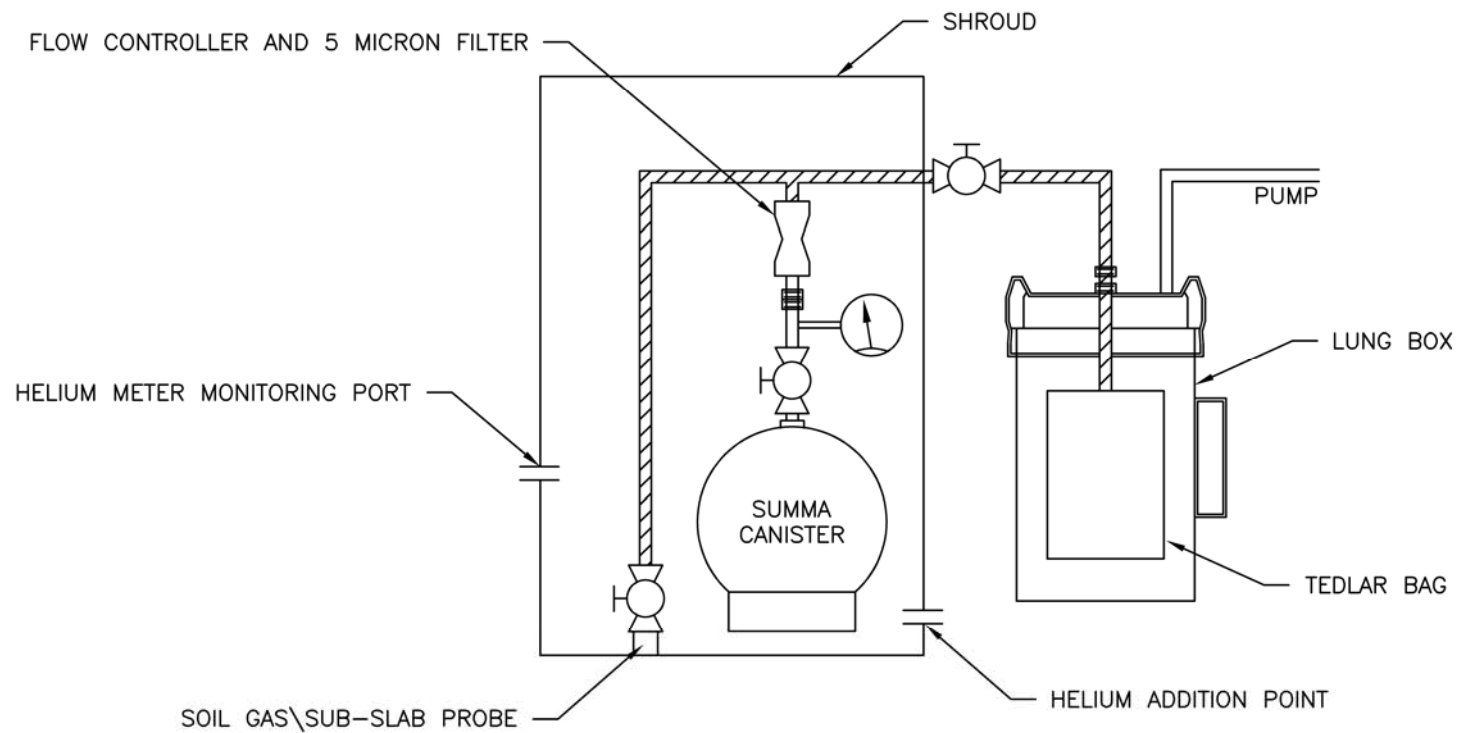 SHROUD
FLOW CONTROLLER AND 5 MICRON FILTER
PUMP
LUNG BOX
HELIUM METER MONITORING PORT
SUMMA
CANISTER
TEDLAR BAG
HELIUM ADDITION POINT
SOIL GAS\SUB-SLAB PROBE